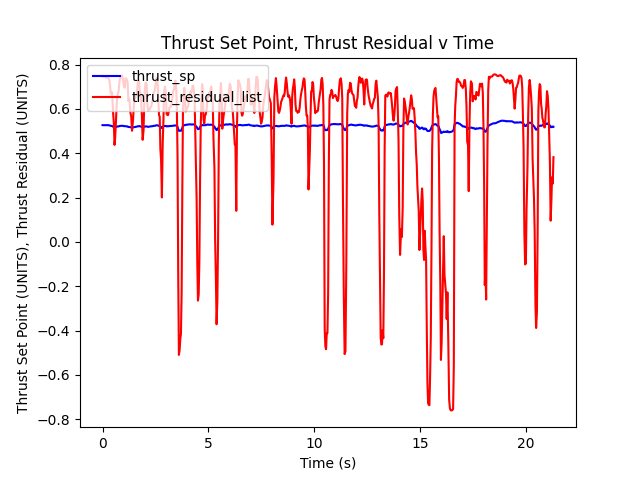 Thrust Set Point, Thrust Residual v Time
thrust_sp
thrust_residual_list
Thrust Set Point (UNITS), Thrust Residual (UNITS)
0.8
0.6
0.4
0.2
0.0
−0.2
−0.4
−0.6
−0.8
0
5
10
15
20
Time (s)